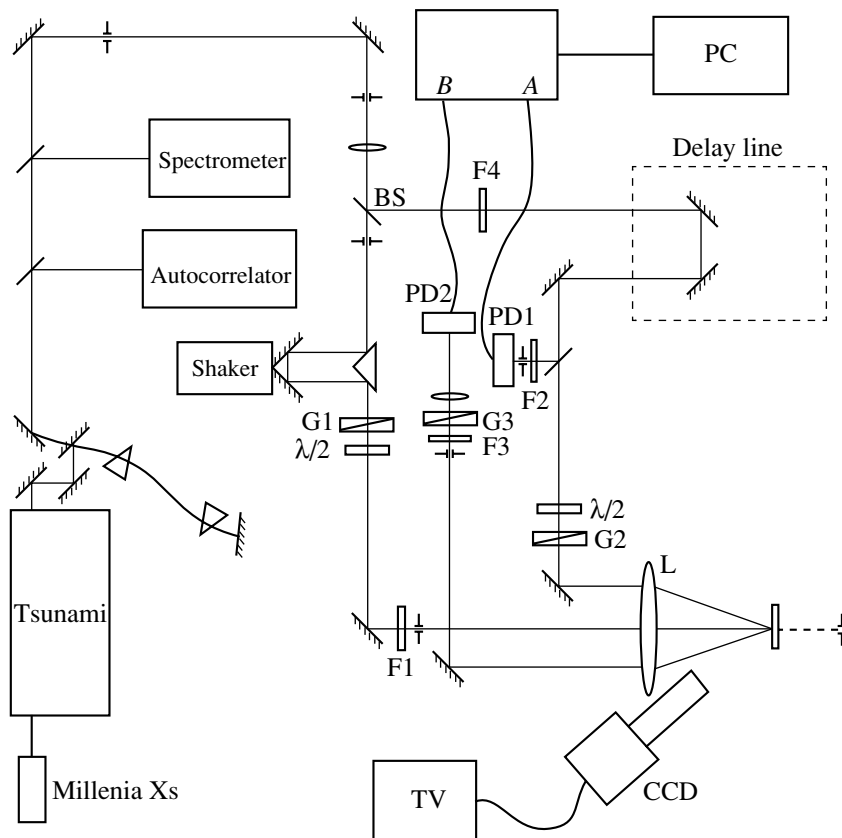 B
A
PC
Spectrometer
Delay line
F4
BS
Autocorrelator
PD2
PD1
Shaker
F2
G1
G3
λ/2
F3
λ/2
G2
L
Tsunami
F1
Millenia Xs
TV
CCD